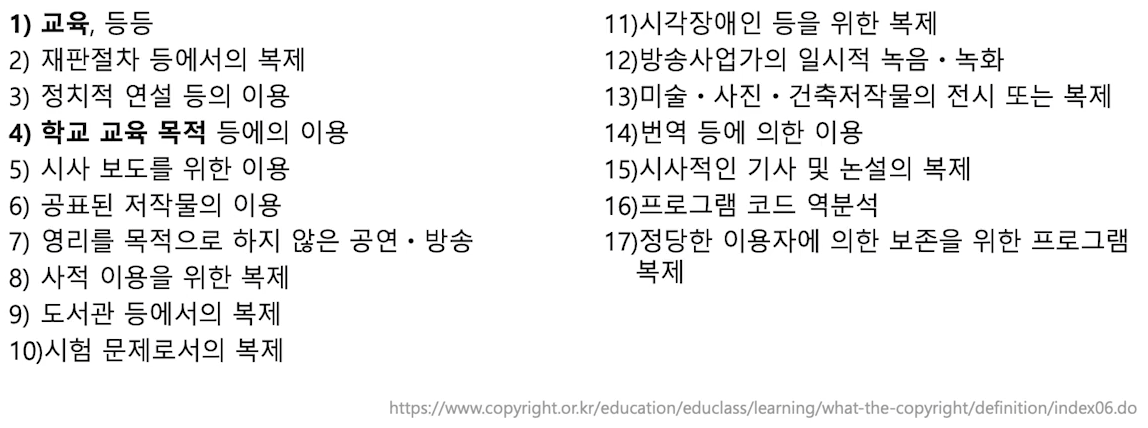 1) 교육, 등등
2) 재판절차 등에서의 복제
3) 정치적 연설 등의 이용
4) 학교 교육 목적 등에의 이용
5) 시사 보도를 위한 이용
6) 공표된 저작물의 이용
7) 영리를 목적으로 하지 않은 공연・방송
8) 사적 이용을 위한 복제
9) 도서관 등에서의 복제
10)시험 문제로서의 복제
11)시각장애인 등을 위한 복제
12)방송사업가의 일시적 녹음・녹화
13)미술・사진・건축저작물의 전시 또는 복제
14)번역 등에 의한 이용
15)시사적인 기사 및 논설의 복제
16)프로그램 코드 역분석
17)정당한 이용자에 의한 보존을 위한 프로그램
복제
https://www.copyright.or.kr/education/educlass/learning/what-the-copyright/definition/index06.do